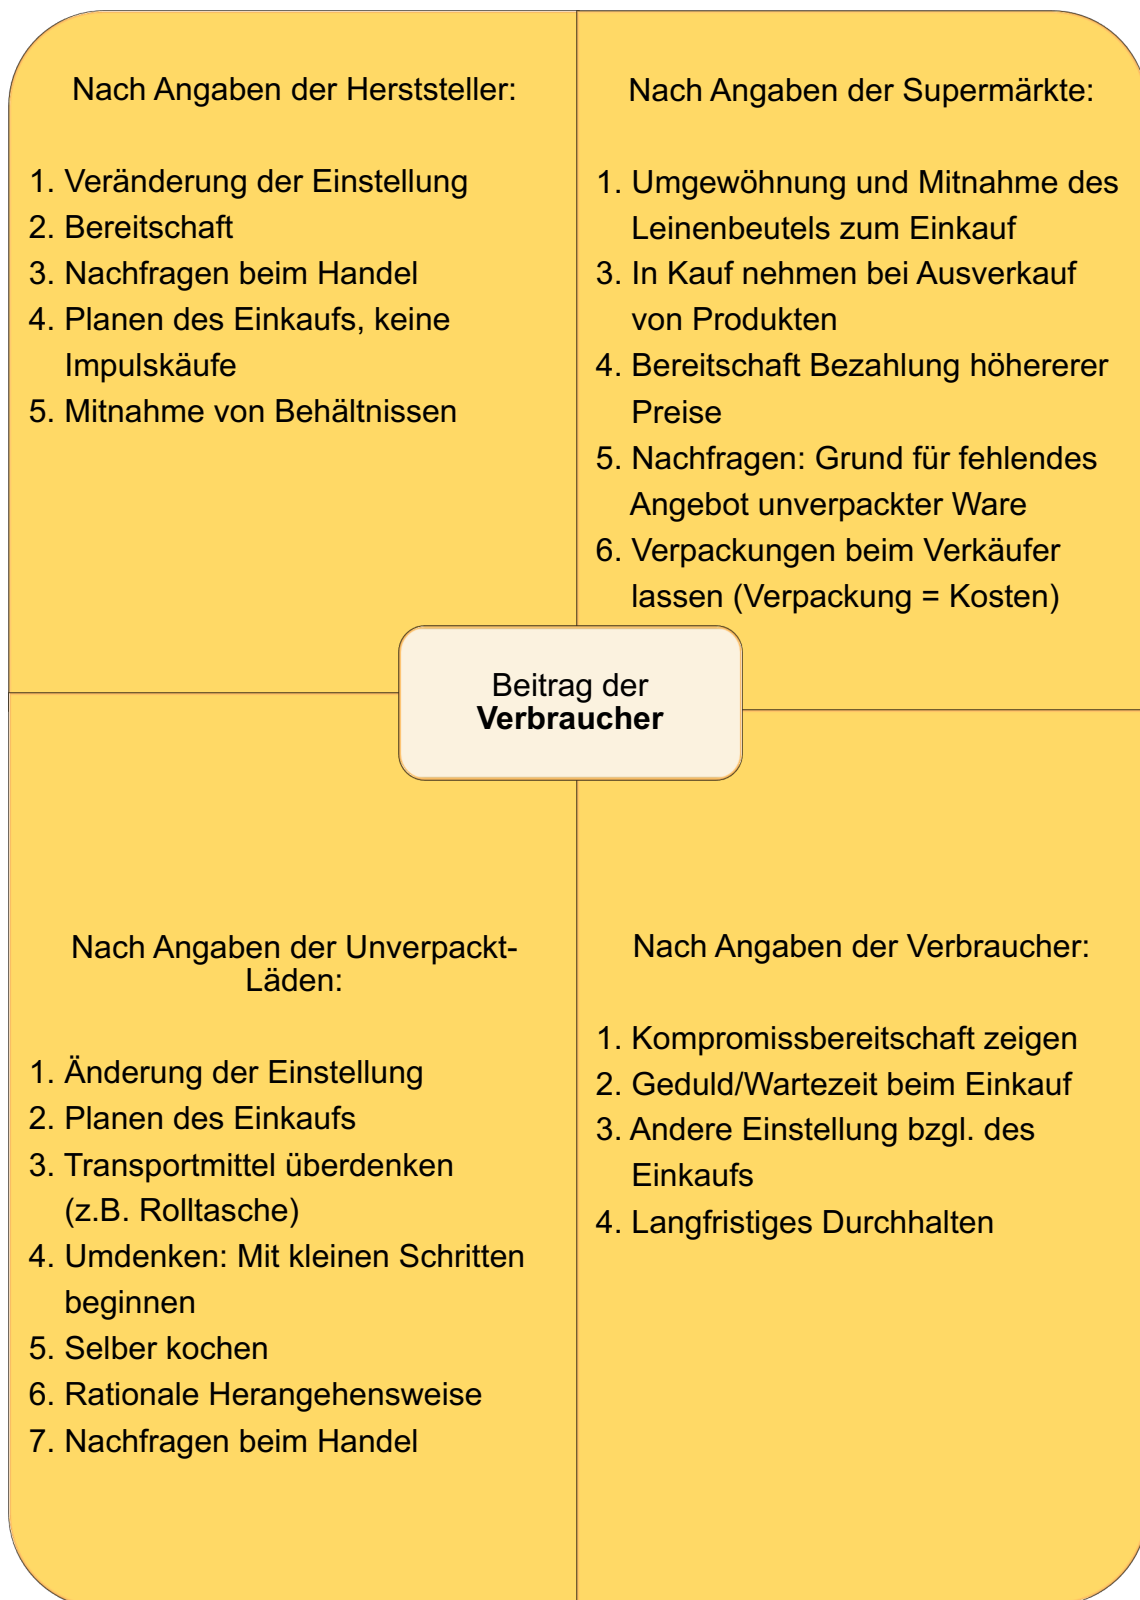 Nach Angaben der Herststeller:
1. Veränderung der Einstellung
2. Bereitschaft
3. Nachfragen beim Handel
4. Planen des Einkaufs, keine
Impulskäufe
5. Mitnahme von Behältnissen
Nach Angaben der Supermärkte:
1. Umgewöhnung und Mitnahme des
Leinenbeutels zum Einkauf
3. In Kauf nehmen bei Ausverkauf
von Produkten
4. Bereitschaft Bezahlung höhererer
Preise
5. Nachfragen: Grund für fehlendes
Angebot unverpackter Ware
6. Verpackungen beim Verkäufer
lassen (Verpackung = Kosten)
Beitrag der
Verbraucher
Nach Angaben der Unverpackt-
Läden:
1. Änderung der Einstellung
2. Planen des Einkaufs
3. Transportmittel überdenken
(z.B. Rolltasche)
4. Umdenken: Mit kleinen Schritten
beginnen
5. Selber kochen
6. Rationale Herangehensweise
7. Nachfragen beim Handel
Nach Angaben der Verbraucher:
1. Kompromissbereitschaft zeigen
2. Geduld/Wartezeit beim Einkauf
3. Andere Einstellung bzgl. des
Einkaufs
4. Langfristiges Durchhalten